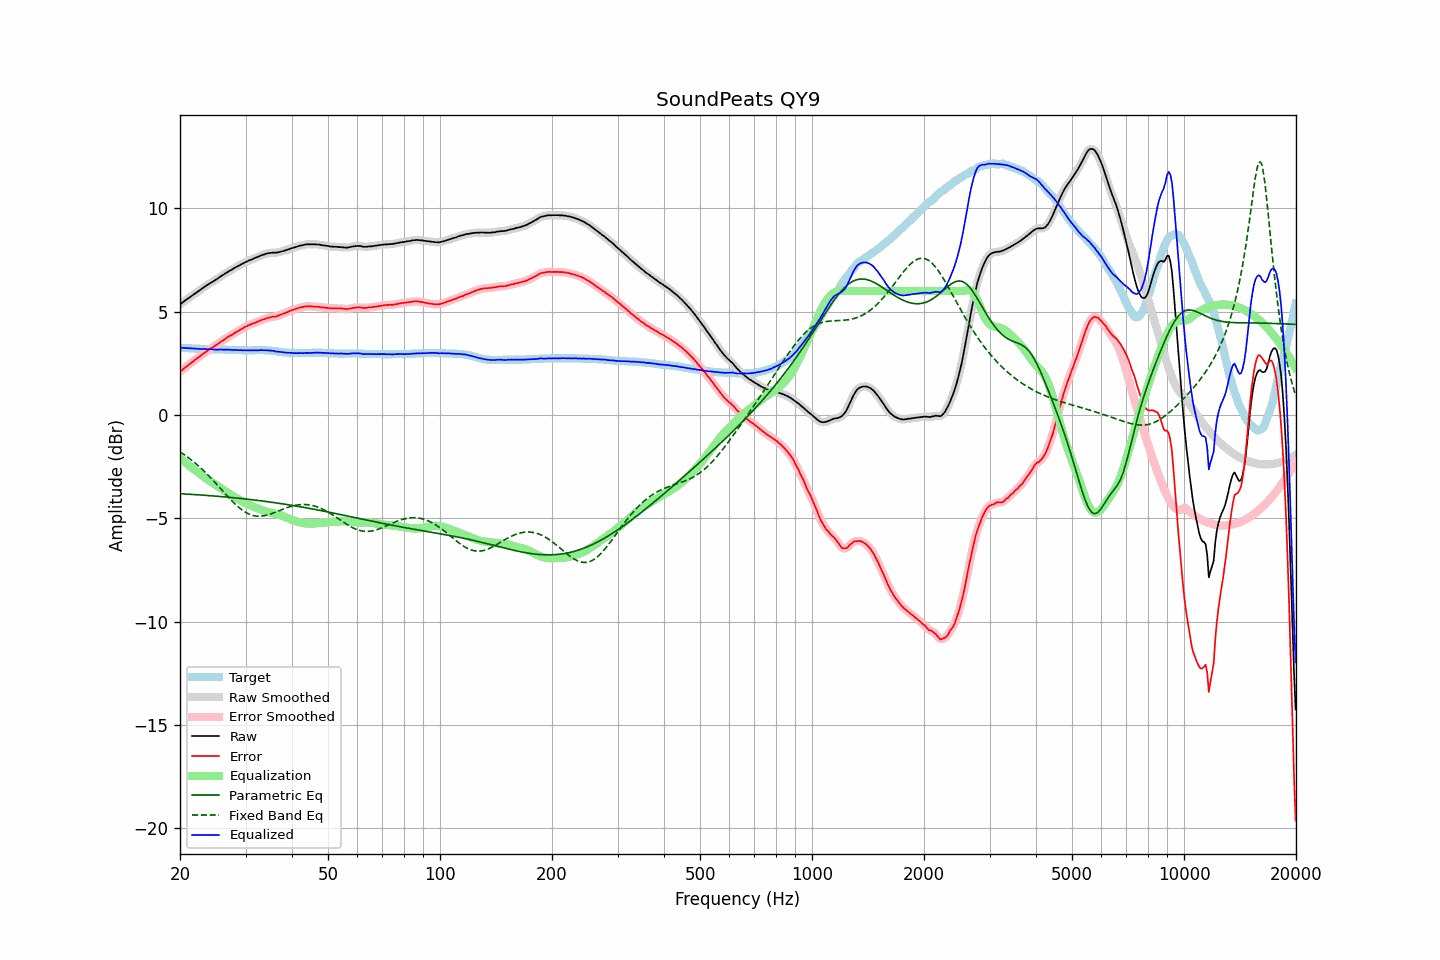 SoundPeats QY9
Amplitude (dBr)
10
5
0
−5
−10
−15
−20
Target
Raw Smoothed
Error Smoothed
Raw
Error
Equalization
Parametric Eq
Fixed Band Eq
Equalized
20 50 100 200 500 1000 2000 5000 10000 20000
Frequency (Hz)